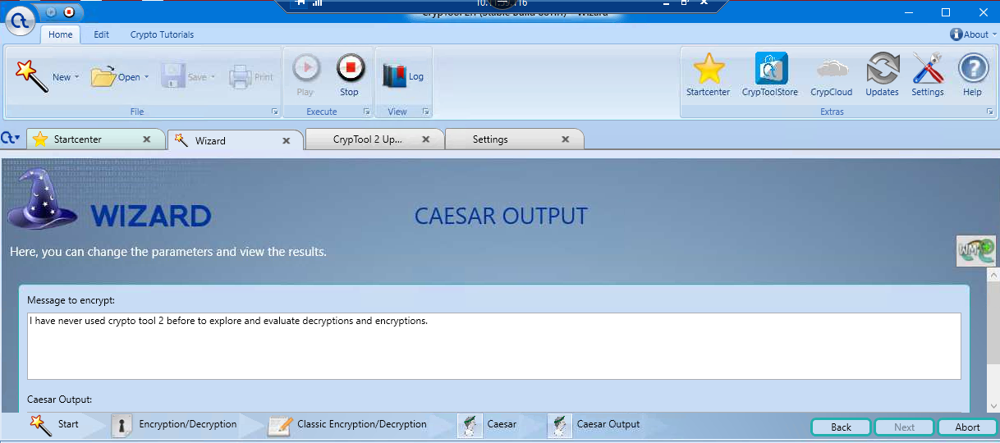 Home Edit Crypto Tutorials About
New Open Save Print Play Stop Log Startcenter CrypToolStore CrypCloud Updates Settings Help
File Execute View Extras
Startcenter Wizard CrypTool 2 Up... Settings
WIZARD CAESAR OUTPUT
Here, you can change the parameters and view the results.
WM
Message to encrypt:
I have never used crypto tool 2 before to explore and evaluate decryptions and encryptions.
Caesar Output:
Start Encryption/Decryption Classic Encryption/Decryption Caesar Caesar Output Back Next Abort